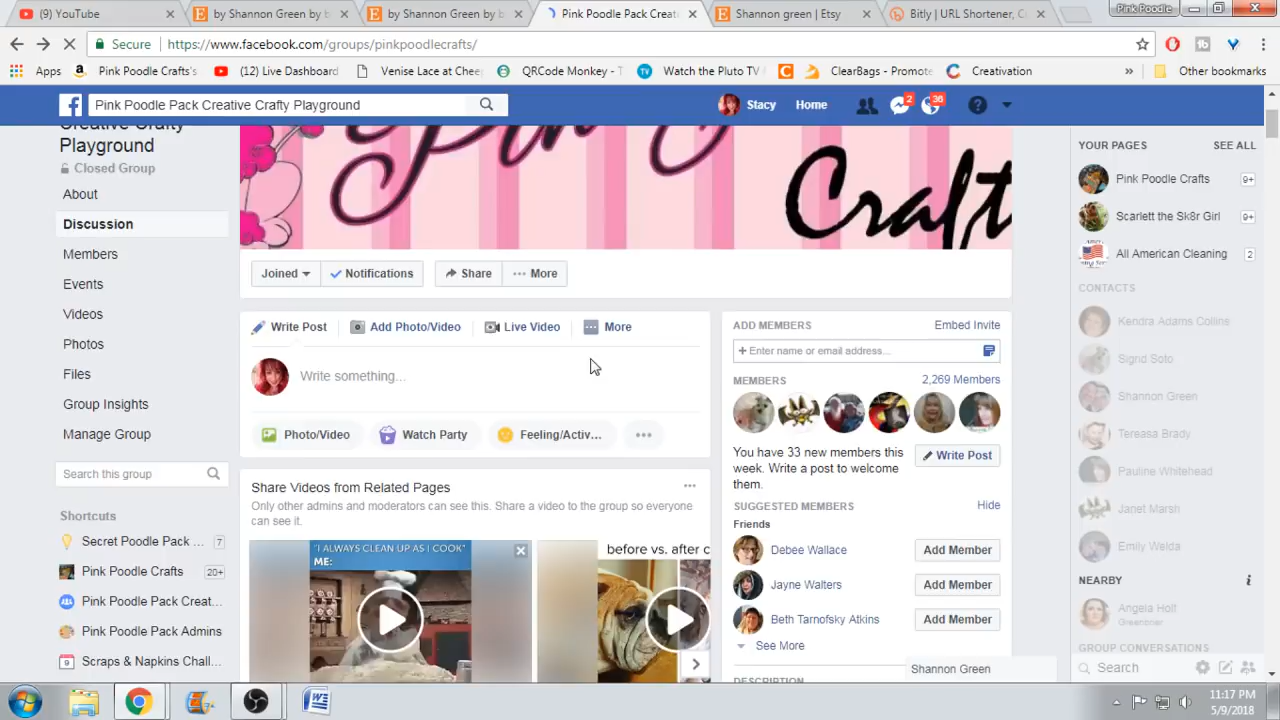 (9) YouTube
by Shannon Green by b
by Shannon Green by b
Pink Poodle Pack Creat
Shannon green | Etsy
Bitly | URL Shortener, C
Pink Poodle
Secure
https://www.facebook.com/groups/pinkpoodlecrafts/
Apps
Pink Poodle Crafts's
(12) Live Dashboard
Venise Lace at Chee
QRCode Monkey - T
Watch the Pluto TV
ClearBags - Promote
Creativation
»
Other bookmarks
Pink Poodle Pack Creative Crafty Playground
Stacy
Home
2
36
Creative Crafty
Playground
Closed Group
About
Discussion
Members
Events
Videos
Photos
Files
Group Insights
Manage Group
Search this group
Shortcuts
Secret Poodle Pack ...
7
Pink Poodle Crafts
20+
Pink Poodle Pack Creat...
Pink Poodle Pack Admins
Scraps & Napkins Chall...
Craft
Joined
Notifications
Share
More
Write Post
Add Photo/Video
Live Video
More
Write something...
Photo/Video
Watch Party
Feeling/Activ...
Share Videos from Related Pages
Only other admins and moderators can see this. Share a video to the group so everyone
can see it.
"I ALWAYS CLEAN UP AS I COOK"
ME:
before vs. after c
ADD MEMBERS
Embed Invite
+ Enter name or email address...
MEMBERS
2,269 Members
You have 33 new members this
week. Write a post to welcome
them.
Write Post
SUGGESTED MEMBERS
Hide
Friends
Debee Wallace
Add Member
Jayne Walters
Add Member
Beth Tarnofsky Atkins
Add Member
See More
DESCRIPTION
Shannon Green
YOUR PAGES
SEE ALL
Pink Poodle Crafts
9+
Scarlett the Sk8r Girl
9+
All American Cleaning
2
CONTACTS
Kendra Adams Collins
Sigrid Soto
Shannon Green
Tereasa Brady
Pauline Whitehead
Janet Marsh
Emily Welda
NEARBY
Angela Holt
Greenbrier
GROUP CONVERSATIONS
Search
11:17 PM
5/9/2018